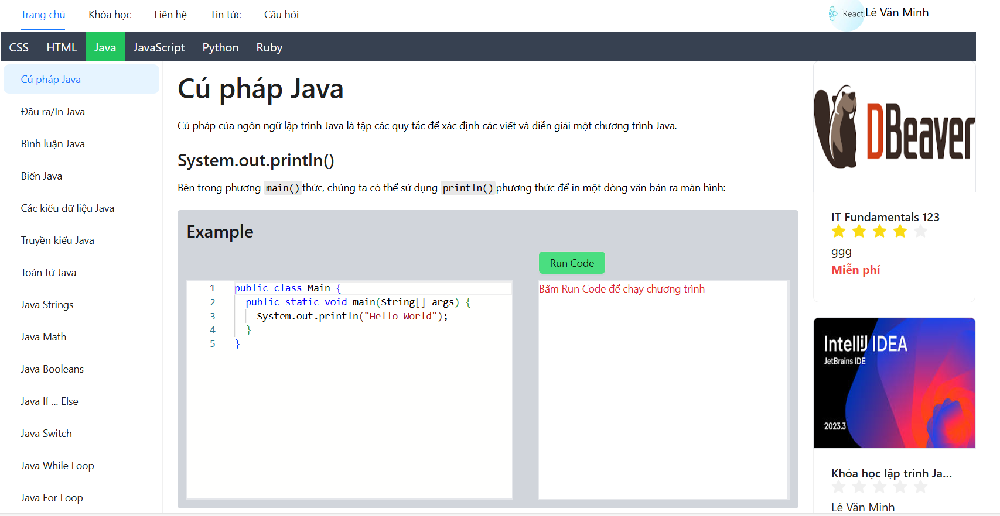 Trang chủ Khóa học Liên hệ Tin tức Câu hỏi
React. Lê Văn Minh
CSS HTML Java JavaScript Python Ruby
Cú pháp Java
Đầu ra/In Java
Bình luận Java
Biến Java
Các kiểu dữ liệu Java
Truyền kiểu Java
Toán tử Java
Java Strings
Java Math
Java Booleans
Java If ... Else
Java Switch
Java While Loop
Java For Loop
Cú pháp Java
Cú pháp của ngôn ngữ lập trình Java là tập các quy tắc để xác định các viết và diễn giải một chương trình Java.
System.out.println()
Bên trong phương main() thức, chúng ta có thể sử dụng println() phương thức để in một dòng văn bản ra màn hình:
Example
Run Code
1 public class Main {
2 public static void main(String[] args) {
3 System.out.println("Hello World");
4 }
5 }
Bấm Run Code để chạy chương trình
DBeaver
IT Fundamentals 123
ggg
Miễn phí
IntelliJ IDEA
JetBrains IDE
2023.3
Khóa học lập trình Ja...
Lê Văn Minh